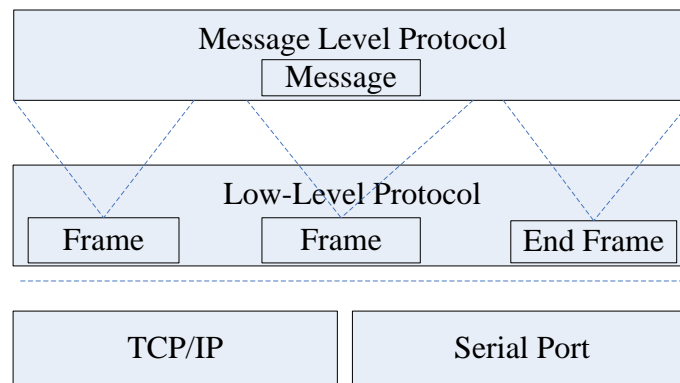 Message Level Protocol
Message
Low-Level Protocol
Frame
Frame
End Frame
TCP/IP
Serial Port